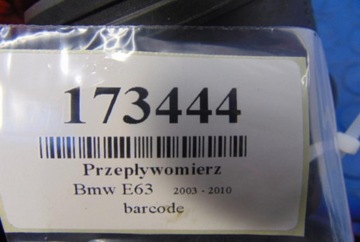 173444
Przepływomierz
Bmw E63 2003 - 2010
barcode